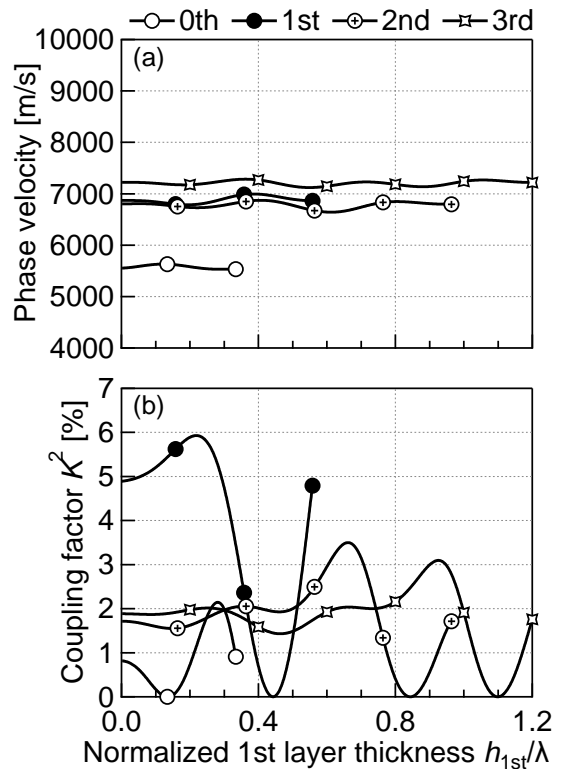 0th 1st 2nd 3rd
(a)
Phase velocity [m/s]
10000
9000
8000
7000
6000
5000
4000
(b)
Coupling factor K² [%]
7
6
5
4
3
2
1
0
0.0 0.4 0.8 1.2
Normalized 1st layer thickness h1st/λ